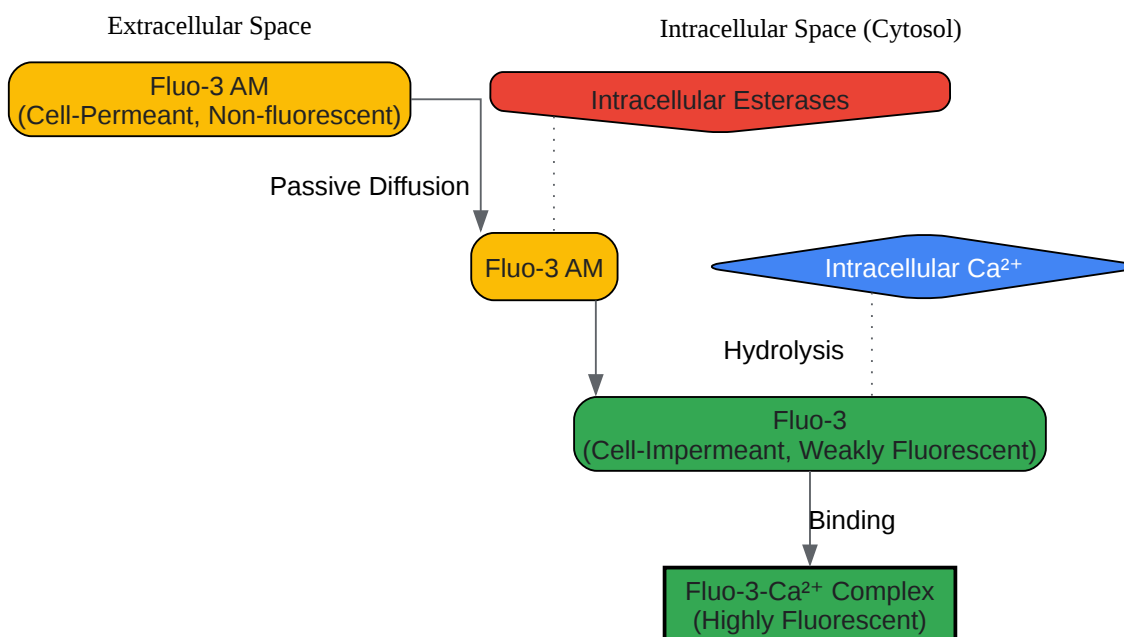 Extracellular Space
Intracellular Space (Cytosol)
Fluo-3 AM
(Cell-Permeant, Non-fluorescent)
Intracellular Esterases
Passive Diffusion
Fluo-3 AM
Intracellular Ca²⁺
Hydrolysis
Fluo-3
(Cell-Impermeant, Weakly Fluorescent)
Binding
Fluo-3-Ca²⁺ Complex
(Highly Fluorescent)